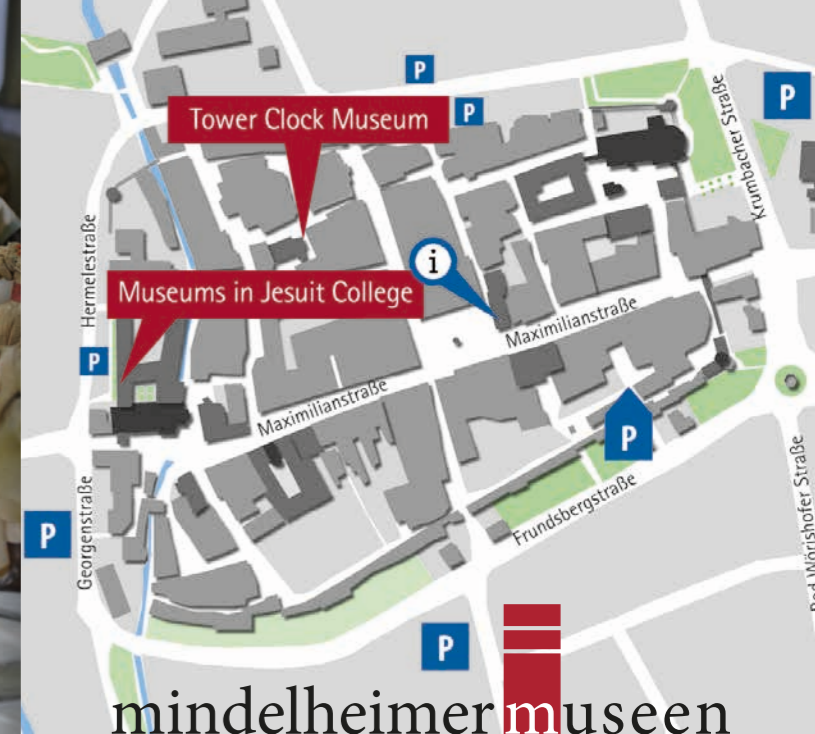 P
P
Tower Clock Museum
P
Krumbacher Straße
Hermelestraße
i
Museums in Jesuit College
Maximilianstraße
P
Maximilianstraße
P
P
Georgenstraße
Frundsbergstraße
Bad Wörishofer Straße
P
mindelheimer museen